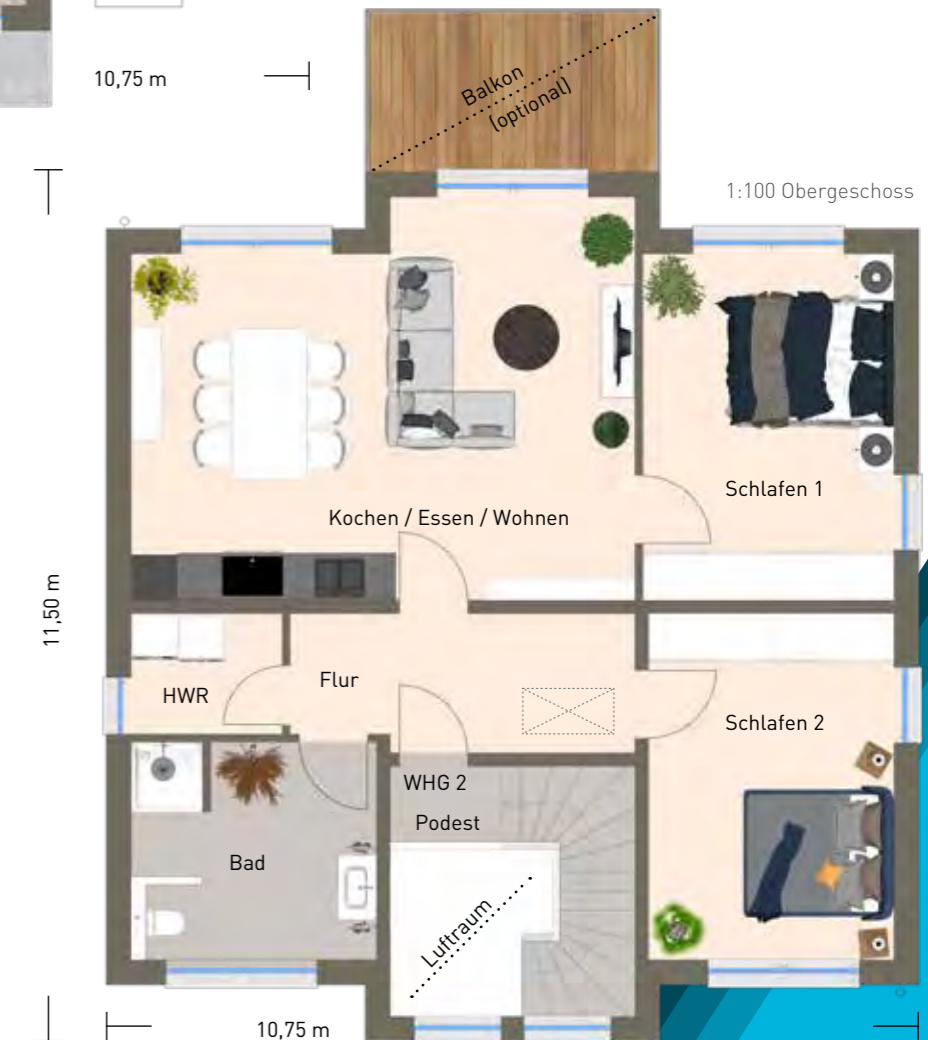 10,75 m
Balkon
(optional)
1:100 Obergeschoss
Schlafen 1
Kochen / Essen / Wohnen
11,50 m
HWR
Flur
Schlafen 2
WHG 2
Podest
Bad
Luftraum
10,75 m